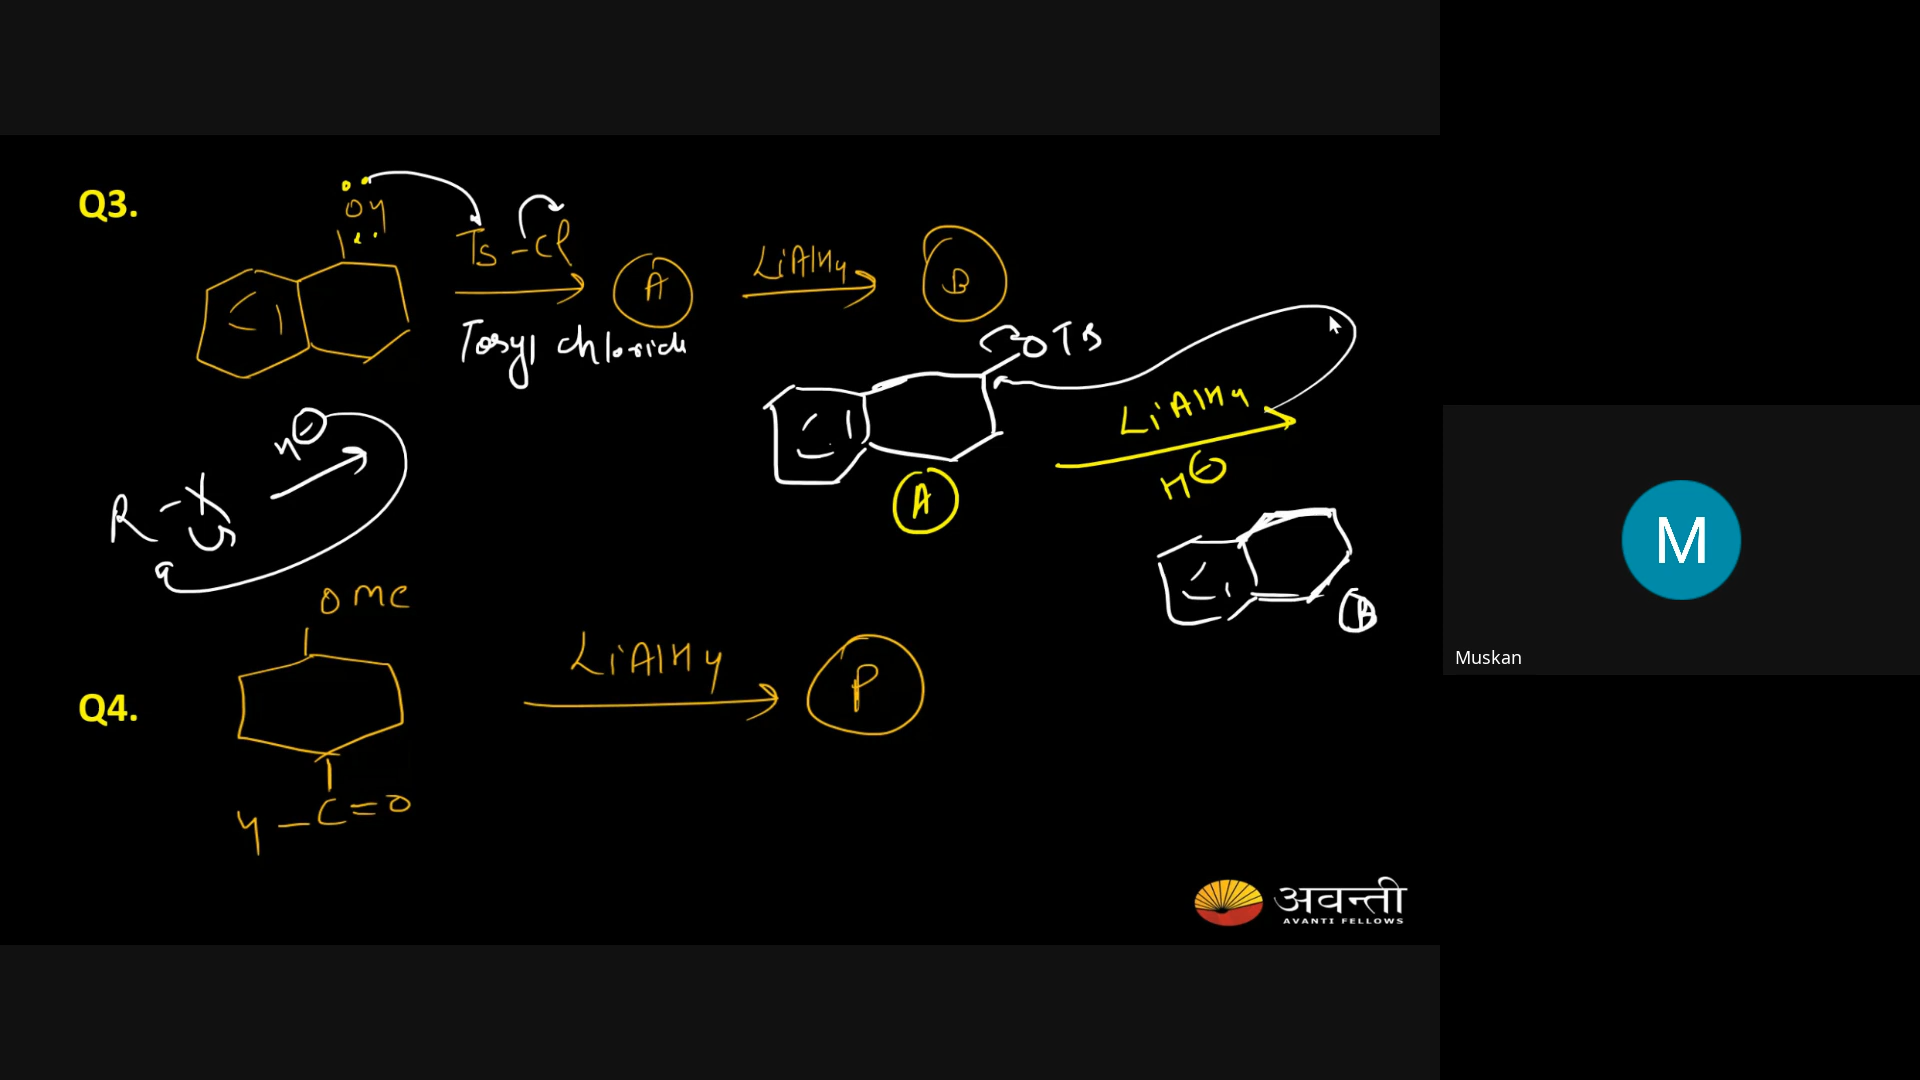 Q3.
OH
Ts-Cl
A
LiAlH4
B
Tosyl chloride
OTs
LiAlH4
H⊖
A
H⊖
R-X
B
OMe
LiAlH4
P
Q4.
H-C=O
M
Muskan
अवन्ती
AVANTI FELLOWS